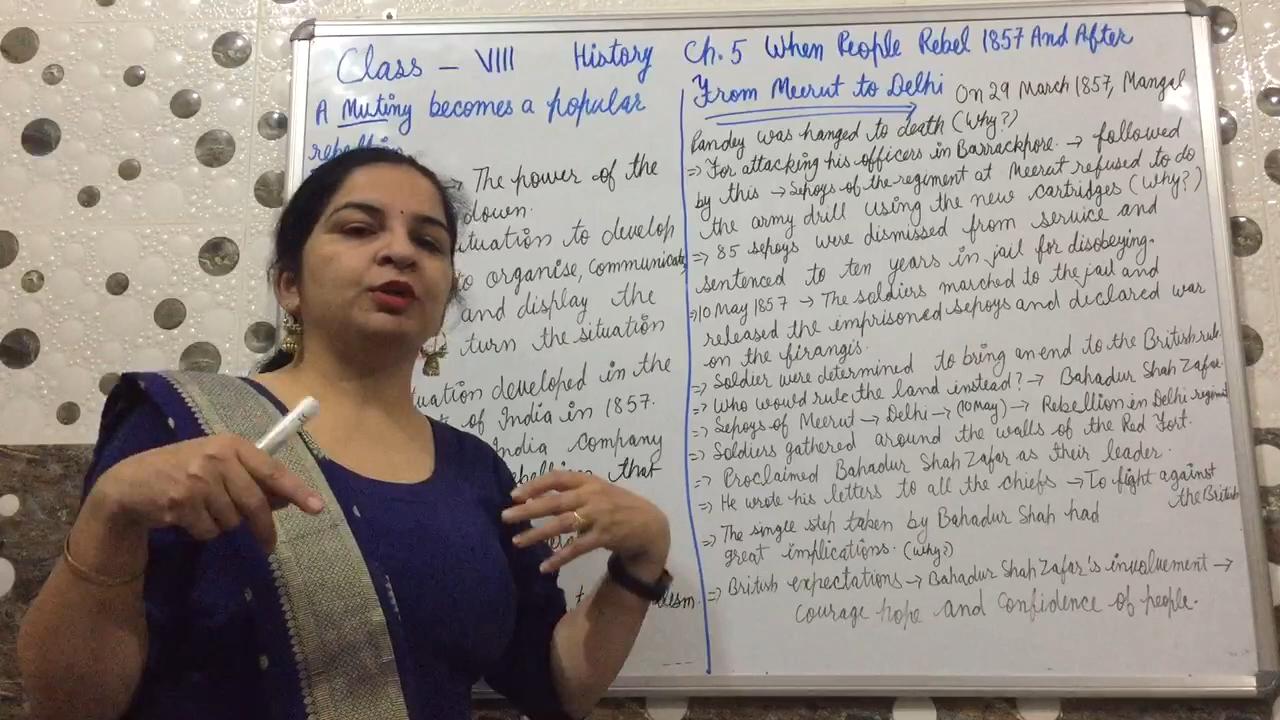 Class – VIII History Ch. 5 When People Rebel 1857 And After
A Mutiny becomes a popular
rebellion
⇒ The power of the
down.
situation to develop
to organise, communicate,
and display the
turn the situation
situation developed in the
of India in 1857.
India company
rebellion that
From Meerut to Delhi On 29 March 1857, Mangal
Pandey was hanged to death (Why?)
⇒ For attacking his officers in Barrackpore. → followed
by this → Sepoys of the regiment at Meerut refused to do
the army drill using the new cartridges (Why?)
⇒ 85 sepoys were dismissed from service and
sentenced to ten years in jail for disobeying.
⇒ 10 May 1857 → The soldiers marched to the jail and
released the imprisoned sepoys and declared war
on the firangis.
⇒ Soldier were determined to bring an end to the British rule.
⇒ Who would rule the land instead? → Bahadur Shah Zafar.
⇒ Sepoys of Meerut → Delhi → (10 May) → Rebellion in Delhi regiment
⇒ Soldiers gathered around the walls of the Red Fort.
⇒ Proclaimed Bahadur Shah Zafar as their leader.
⇒ He wrote his letters to all the chiefs → To fight against
the British
⇒ The single step taken by Bahadur Shah had
great implications. (Why?)
⇒ British expectations → Bahadur Shah Zafar's involvement →
courage hope and confidence of people.